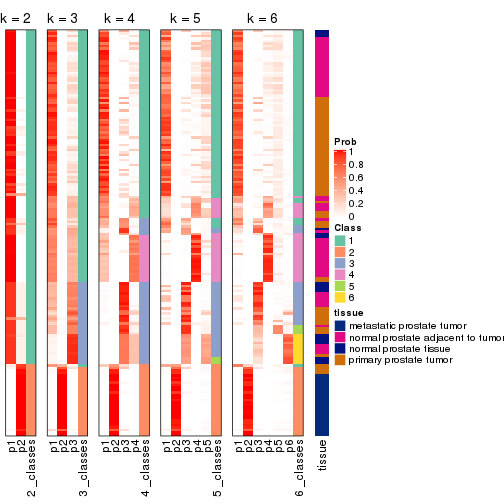 k = 2 k = 3 k = 4 k = 5 k = 6
Prob
1
0.8
0.6
0.4
0.2
0
Class
1
2
3
4
5
6
tissue
metastatic prostate tumor
normal prostate adjacent to tumor
normal prostate tissue
primary prostate tumor
p1 p2 2_classes p1 p2 p3 3_classes p1 p2 p3 p4 4_classes p1 p2 p3 p4 p5 5_classes p1 p2 p3 p4 p5 p6 6_classes tissue